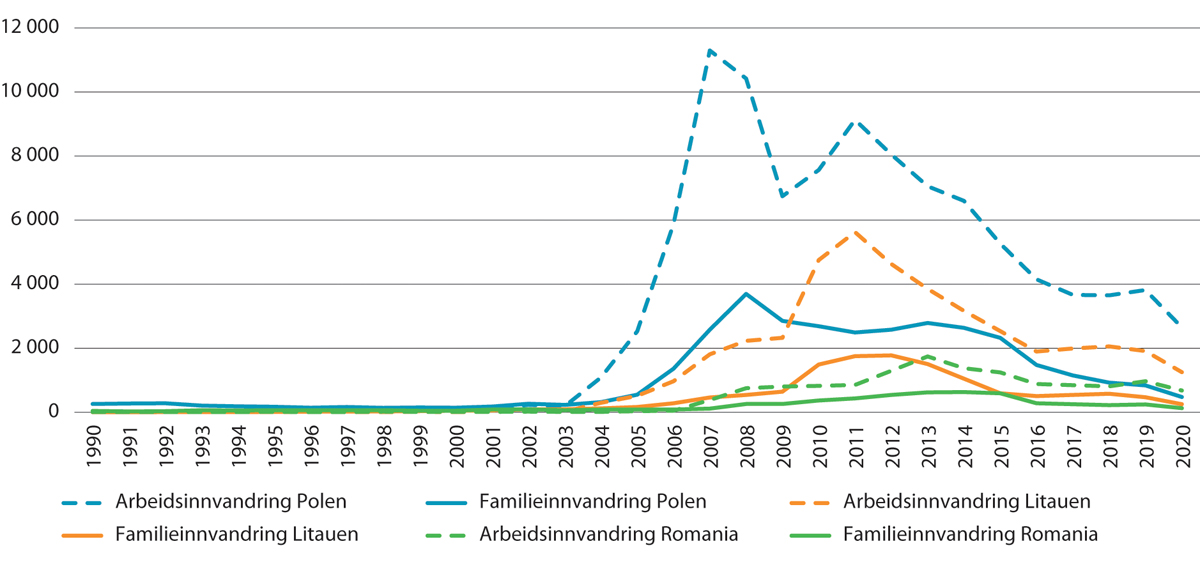 12 000
10 000
8 000
6 000
4 000
2 000
0
1990 1991 1992 1993 1994 1995 1996 1997 1998 1999 2000 2001 2002 2003 2004 2005 2006 2007 2008 2009 2010 2011 2012 2013 2014 2015 2016 2017 2018 2019 2020
Arbeidsinnvandring Polen Familieinnvandring Polen Arbeidsinnvandring Litauen
Familieinnvandring Litauen Arbeidsinnvandring Romania Familieinnvandring Romania